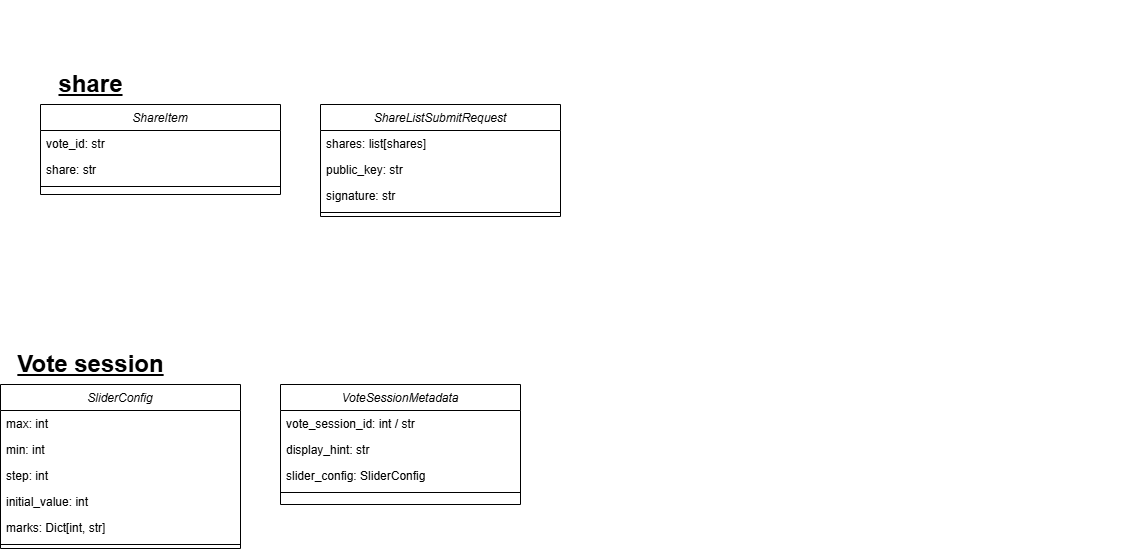 share
ShareItem
vote_id: str
share: str
ShareListSubmitRequest
shares: list[shares]
public_key: str
signature: str
Vote session
SliderConfig
max: int
min: int
step: int
initial_value: int
marks: Dict[int, str]
VoteSessionMetadata
vote_session_id: int / str
display_hint: str
slider_config: SliderConfig